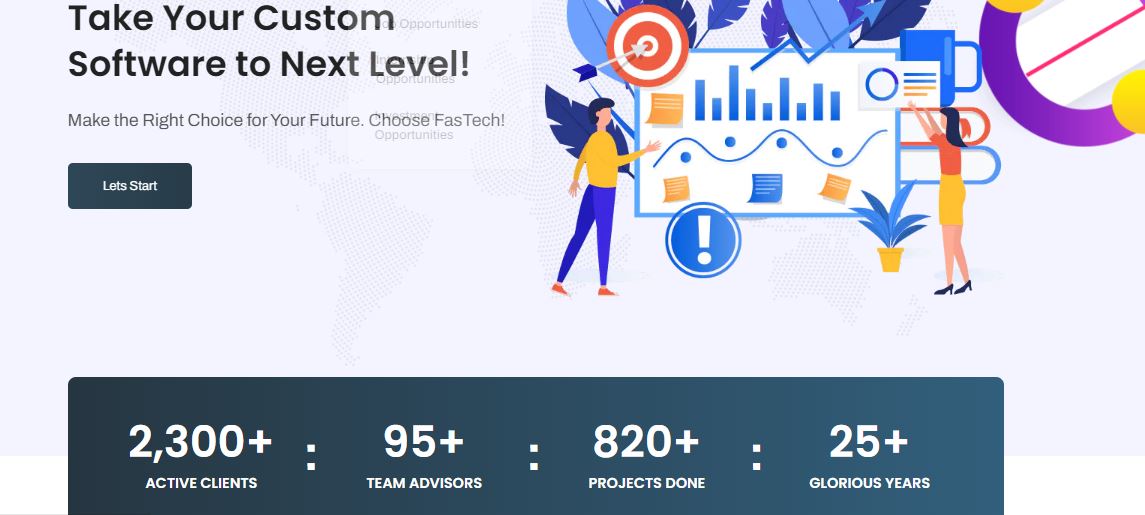 Take Your Custom
Software to Next Level!
Make the Right Choice for Your Future. Choose FasTech!
Opportunities
Opportunities
Opportunities
Lets Start
!
2,300+ : 95+ : 820+ : 25+
ACTIVE CLIENTS TEAM ADVISORS PROJECTS DONE GLORIOUS YEARS